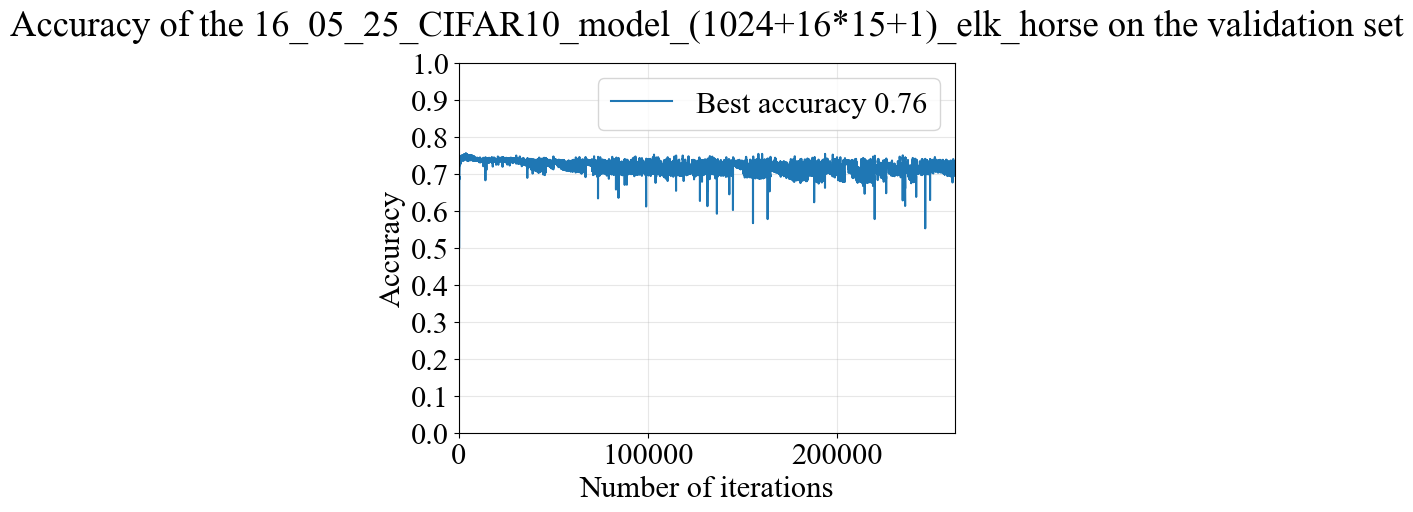 Accuracy of the 16_05_25_CIFAR10_model_(1024+16*15+1)_elk_horse on the validation set
1.0
0.9
0.8
0.7
0.6
0.5
0.4
0.3
0.2
0.1
0.0
Accuracy
Best accuracy 0.76
0 100000 200000
Number of iterations